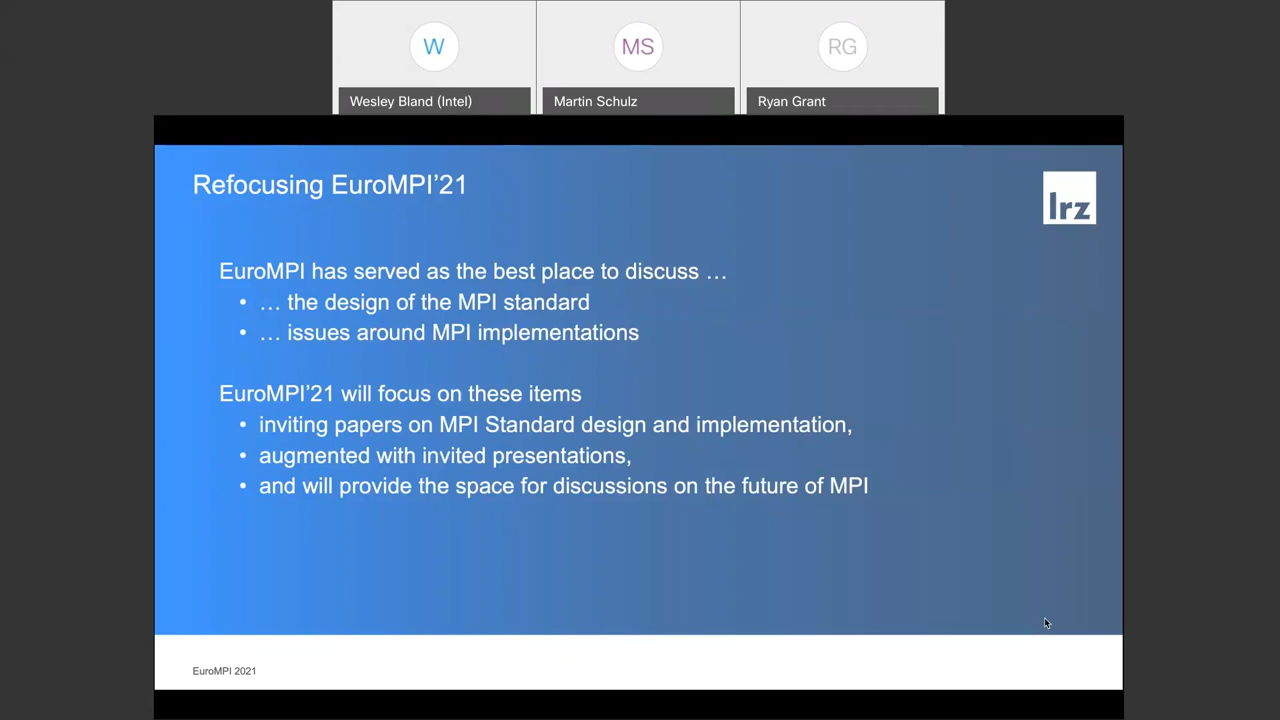 W
MS
RG
Wesley Bland (Intel)
Martin Schulz
Ryan Grant
Refocusing EuroMPI’21
lrz
EuroMPI has served as the best place to discuss …
• … the design of the MPI standard
• … issues around MPI implementations
EuroMPI’21 will focus on these items
• inviting papers on MPI Standard design and implementation,
• augmented with invited presentations,
• and will provide the space for discussions on the future of MPI
EuroMPI 2021